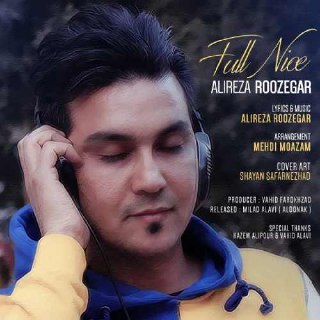 Full Nice
ALIREZA ROOZEGAR
LYRICS & MUSIC
ALIREZA ROOZEGAR
ARRANGEMENT
MEHDI MOAZAM
COVER ART
SHAYAN SAFARNEZHAD
PRODUCER : VAHID FAROKHZAD
RELEASED : MILAD ALAVI ( ALOONAK )
SPECIAL THANKS
KAZEM ALIPOUR & VAHID ALAVI